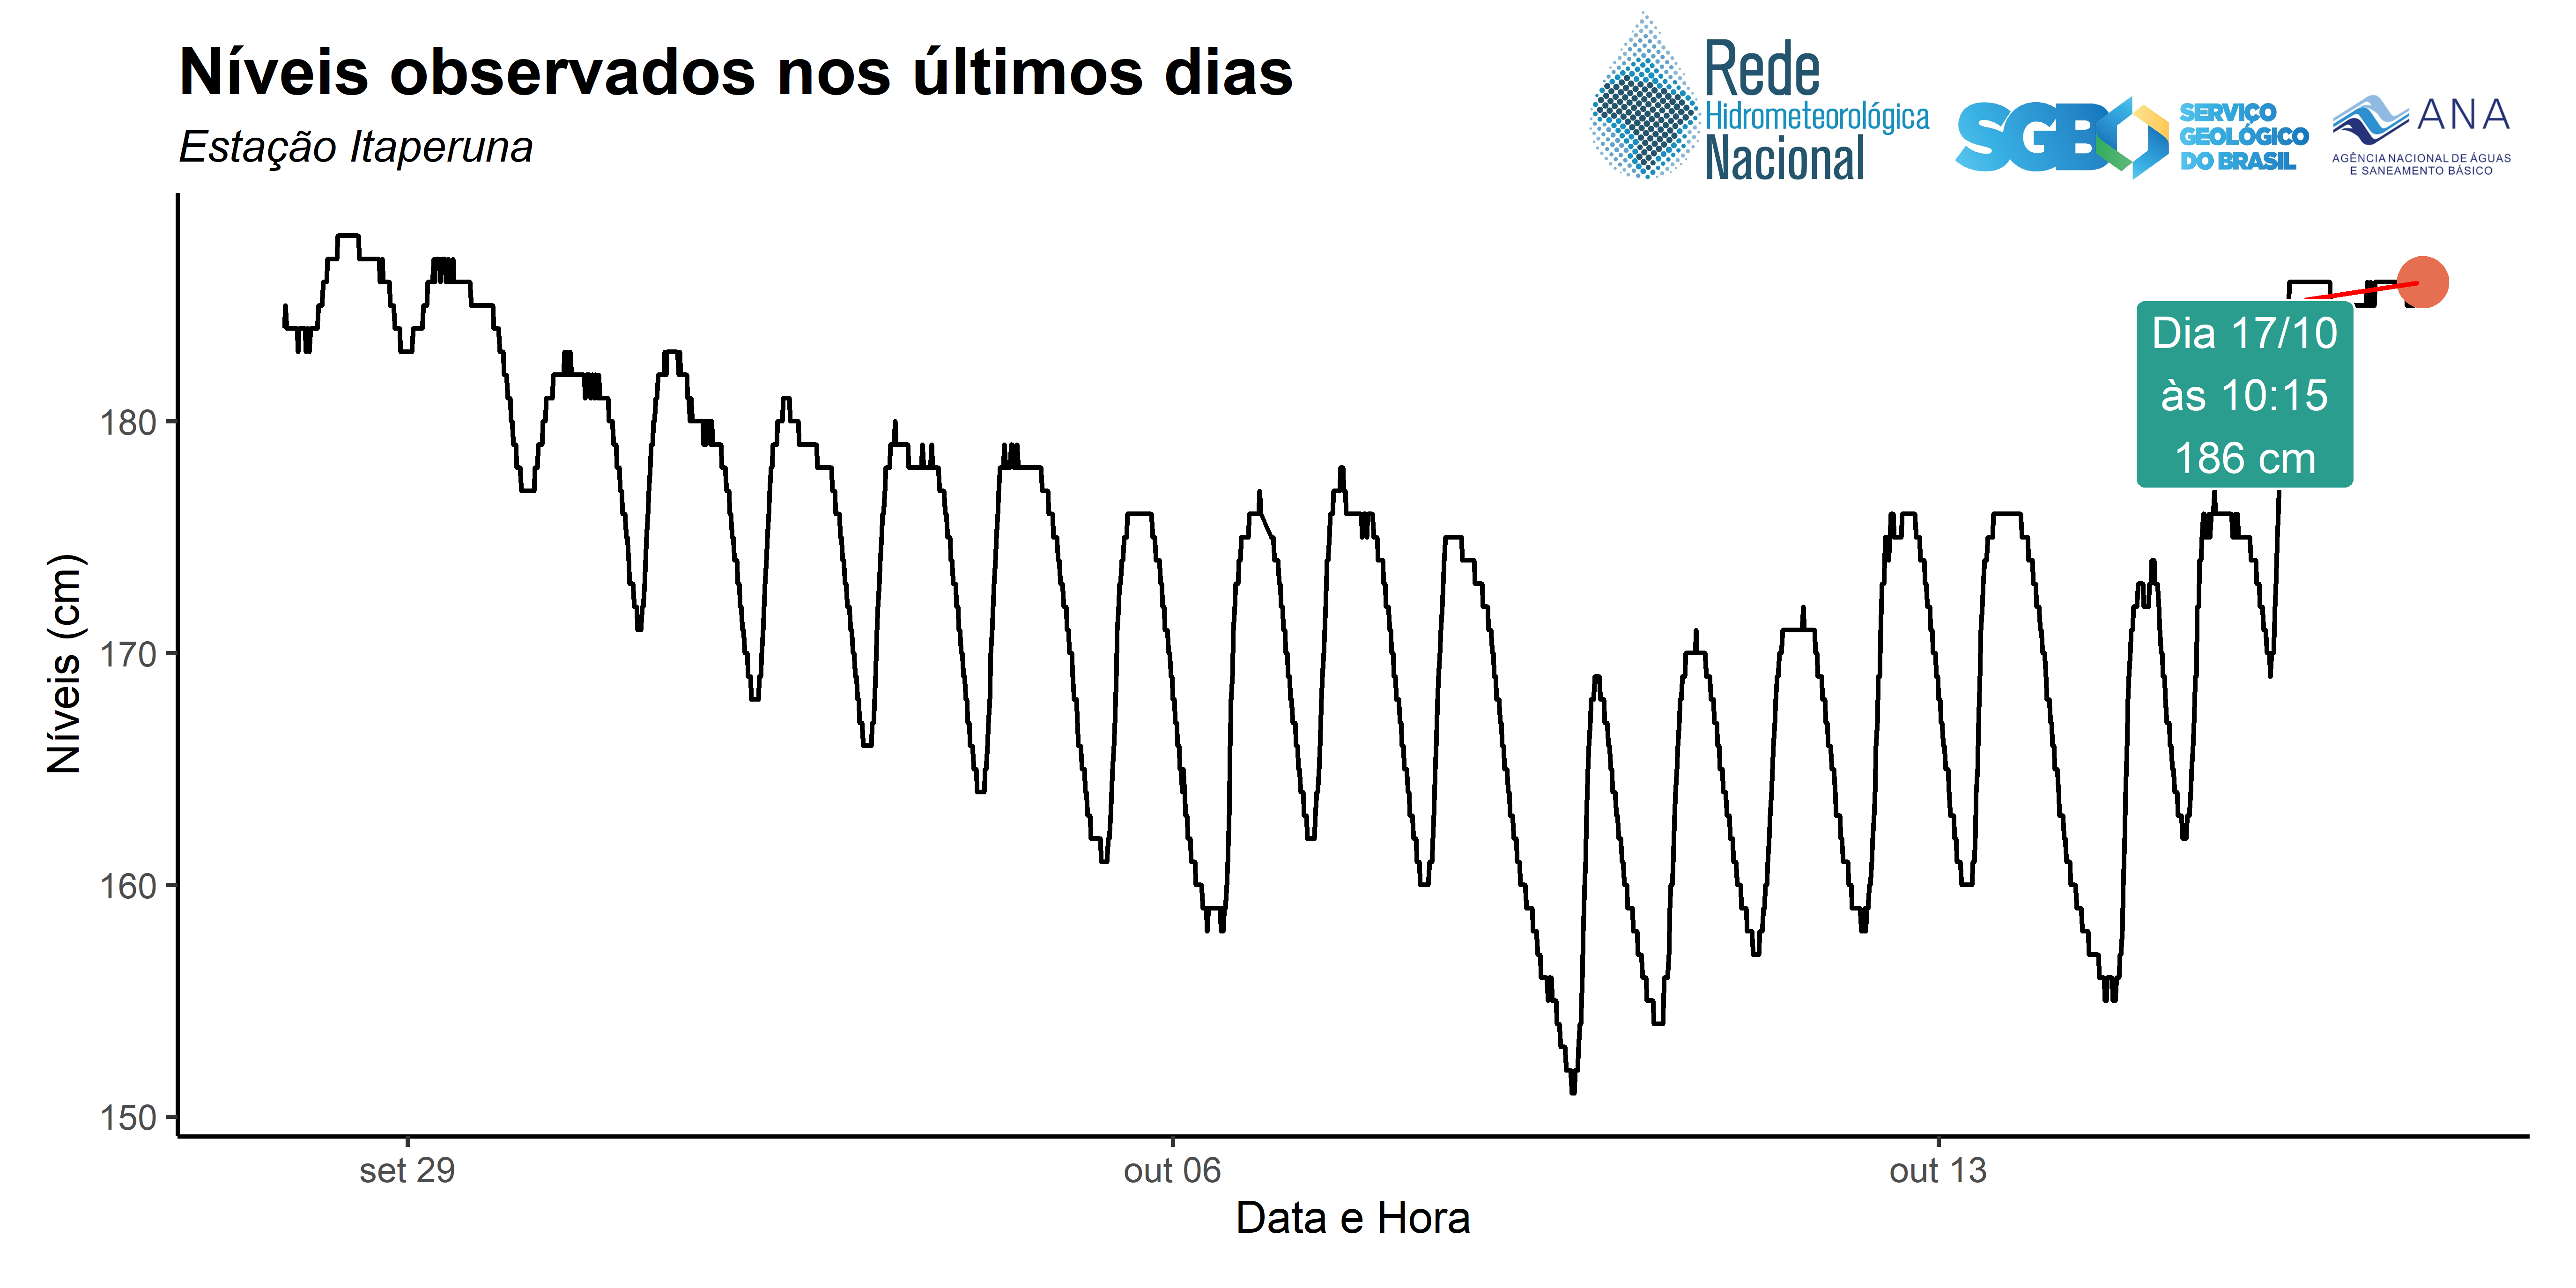 Níveis observados nos últimos dias
Estação Itaperuna
Rede
Hidrometeorológica
Nacional
SGB
SERVIÇO
GEOLÓGICO
DO BRASIL
ANA
AGÊNCIA NACIONAL DE ÁGUAS
E SANEAMENTO BÁSICO
Níveis (cm)
180
170
160
150
Dia 17/10
às 10:15
186 cm
set 29
out 06
out 13
Data e Hora